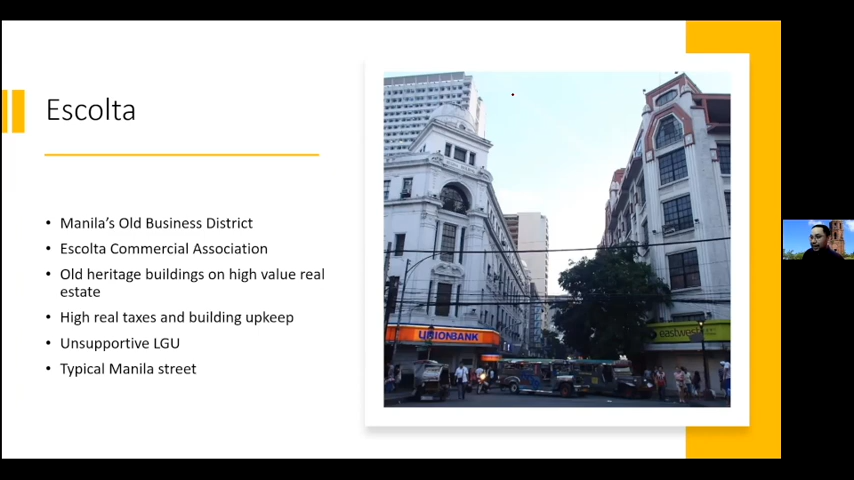 Escolta
• Manila's Old Business District
• Escolta Commercial Association
• Old heritage buildings on high value real
estate
• High real taxes and building upkeep
• Unsupportive LGU
• Typical Manila street
UNIONBANK
eastwest